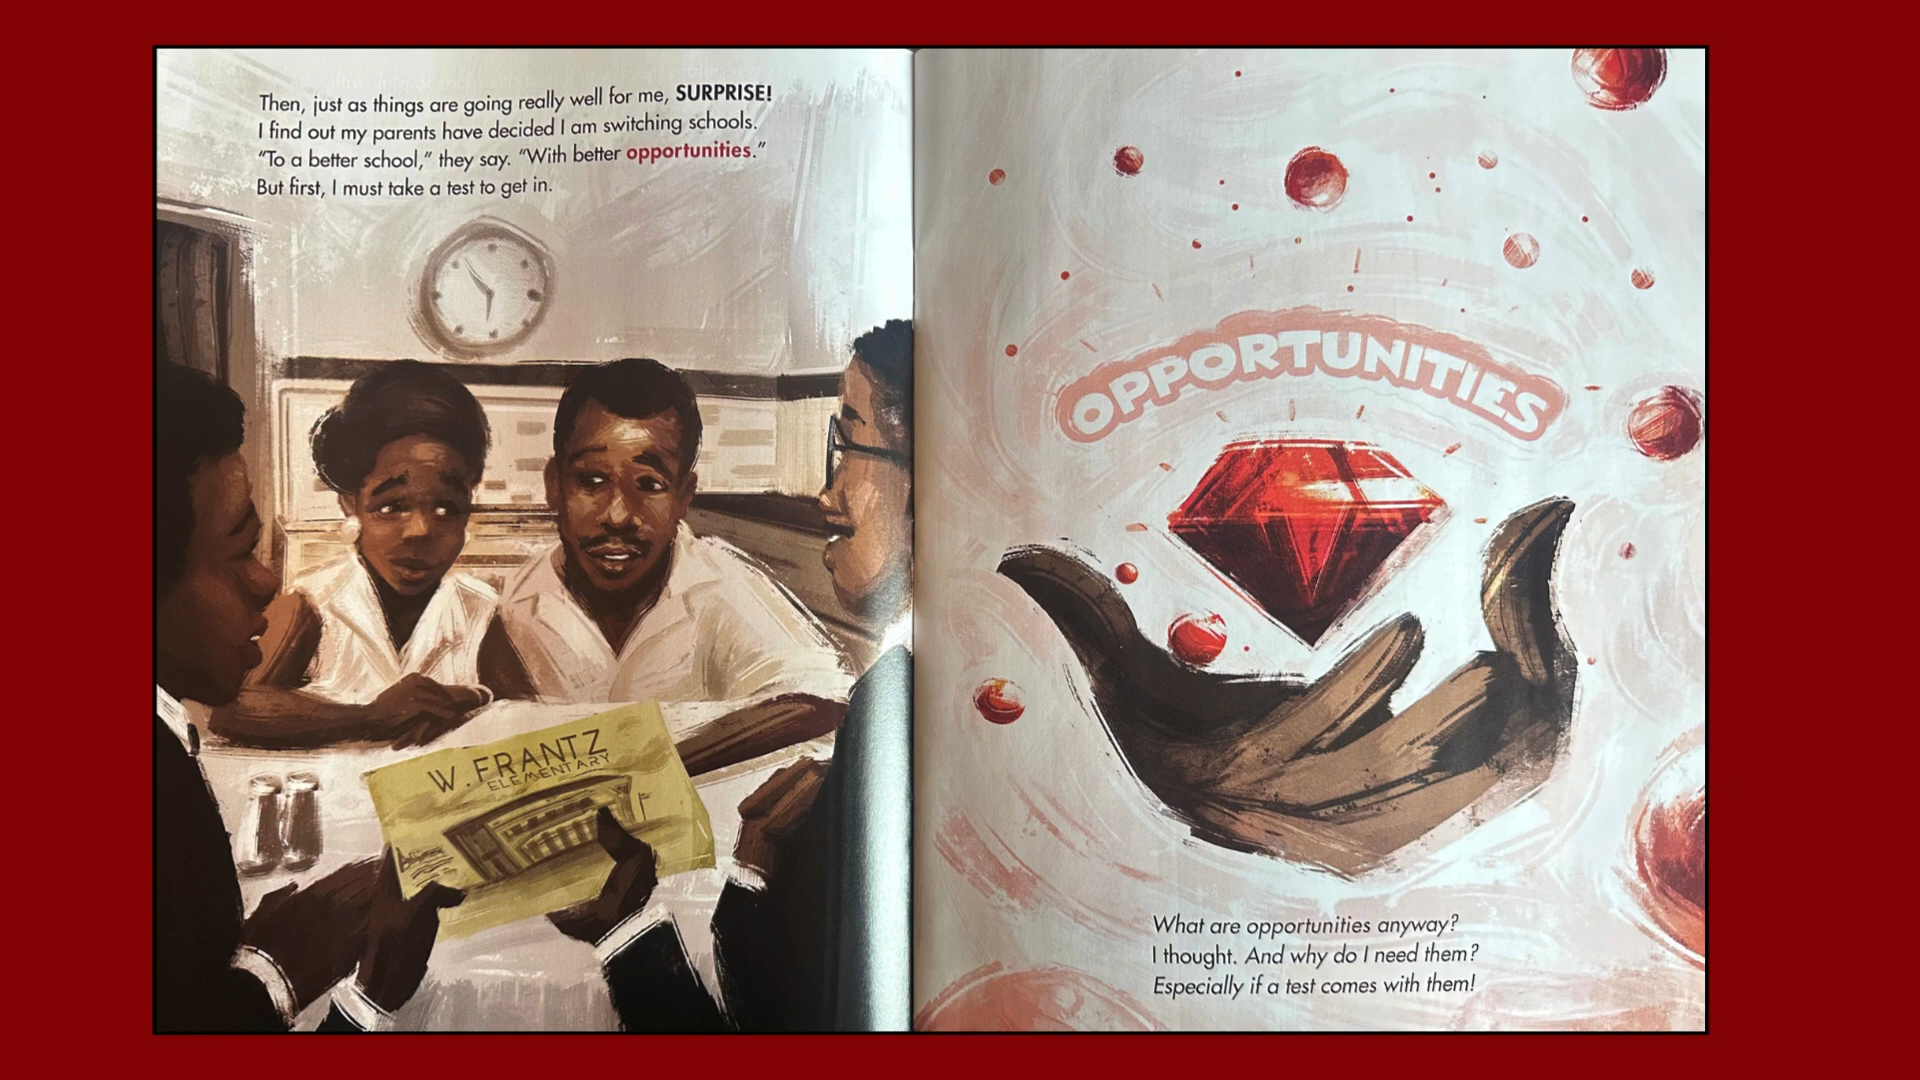 Then, just as things are going really well for me, SURPRISE!
I find out my parents have decided I am switching schools.
“To a better school,” they say. “With better opportunities.”
But first, I must take a test to get in.
W. FRANTZ
ELEMENTARY
OPPORTUNITIES
What are opportunities anyway?
I thought. And why do I need them?
Especially if a test comes with them!